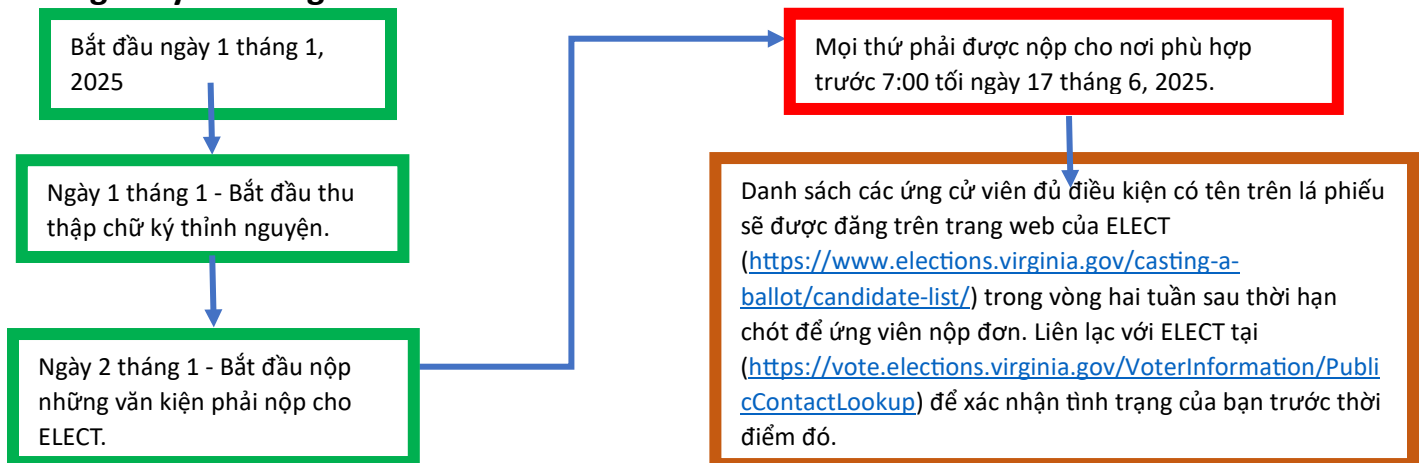 Bắt đầu ngày 1 tháng 1,
2025
Ngày 1 tháng 1 - Bắt đầu thu
thập chữ ký thỉnh nguyện.
Ngày 2 tháng 1 - Bắt đầu nộp
những văn kiện phải nộp cho
ELECT.
Mọi thứ phải được nộp cho nơi phù hợp
trước 7:00 tối ngày 17 tháng 6, 2025.
Danh sách các ứng cử viên đủ điều kiện có tên trên lá phiếu
sẽ được đăng trên trang web của ELECT
(https://www.elections.virginia.gov/casting-a-
ballot/candidate-list/) trong vòng hai tuần sau thời hạn
chót để ứng viên nộp đơn. Liên lạc với ELECT tại
(https://vote.elections.virginia.gov/VoterInformation/Publi
cContactLookup) để xác nhận tình trạng của bạn trước thời
điểm đó.